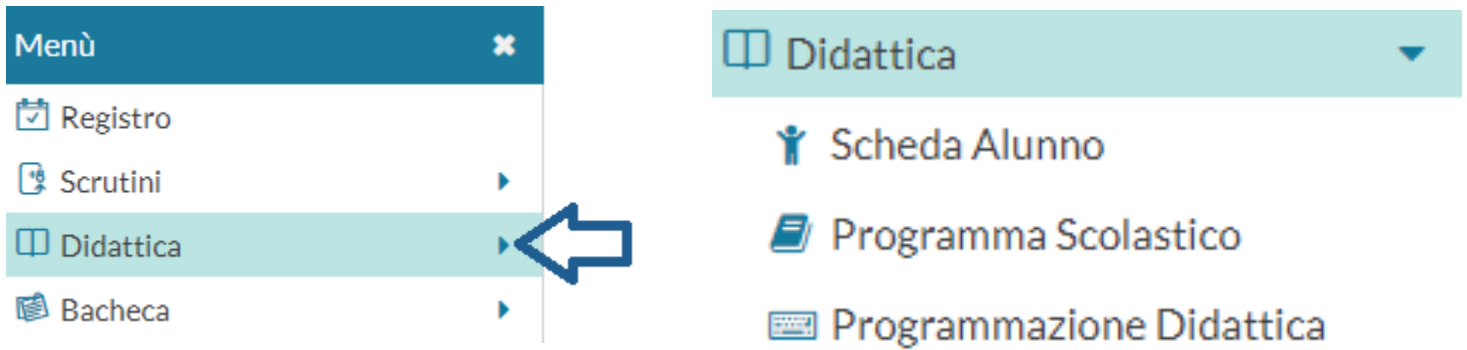 Menù
Registro
Scrutini
Didattica
Bacheca
Didattica
Scheda Alunno
Programma Scolastico
Programmazione Didattica